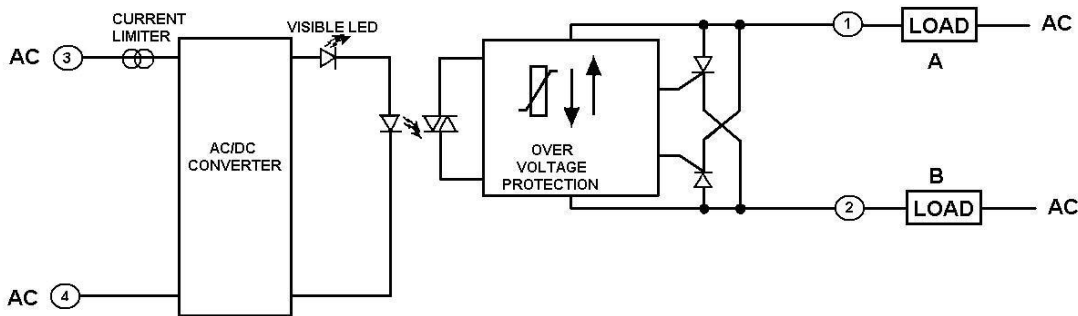 CURRENT
LIMITER
VISIBLE LED
AC 3
1 LOAD AC
A
AC/DC
CONVERTER
OVER
VOLTAGE
PROTECTION
B
AC 4
2 LOAD AC